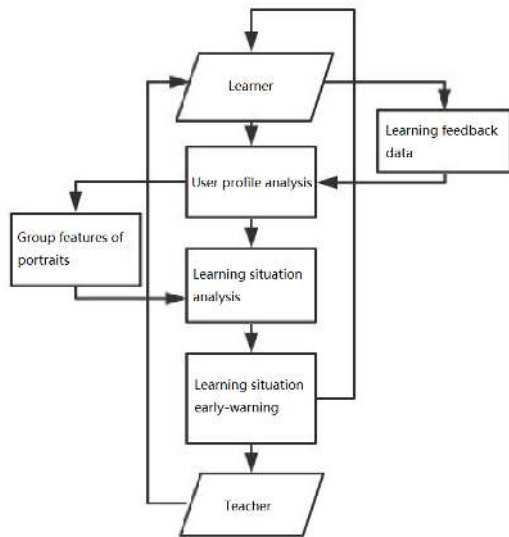 Learner
Learning feedback
data
User profile analysis
Group features of
portraits
Learning situation
analysis
Learning situation
early-warning
Teacher